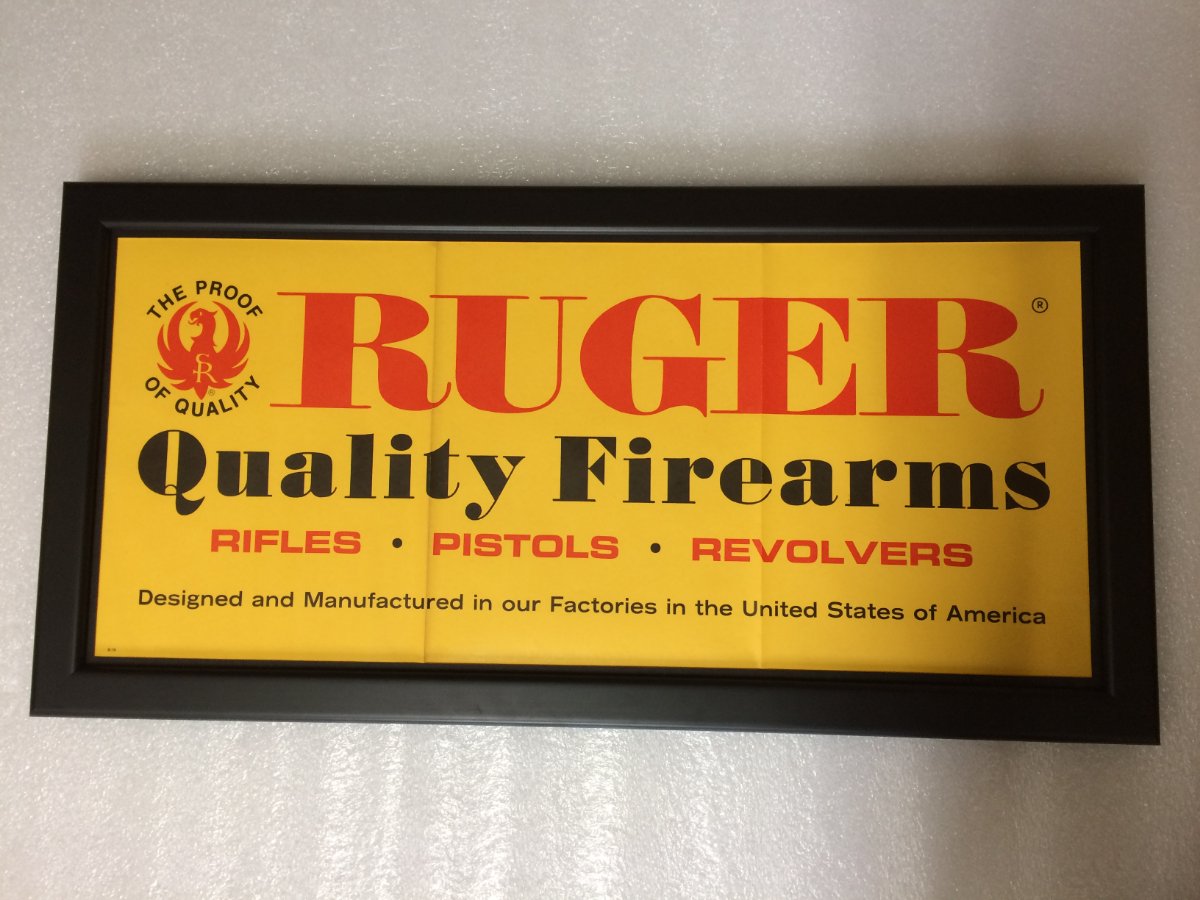 THE PROOF
OF QUALITY
SR
®
RUGER ®
Quality Firearms
RIFLES • PISTOLS • REVOLVERS
Designed and Manufactured in our Factories in the United States of America